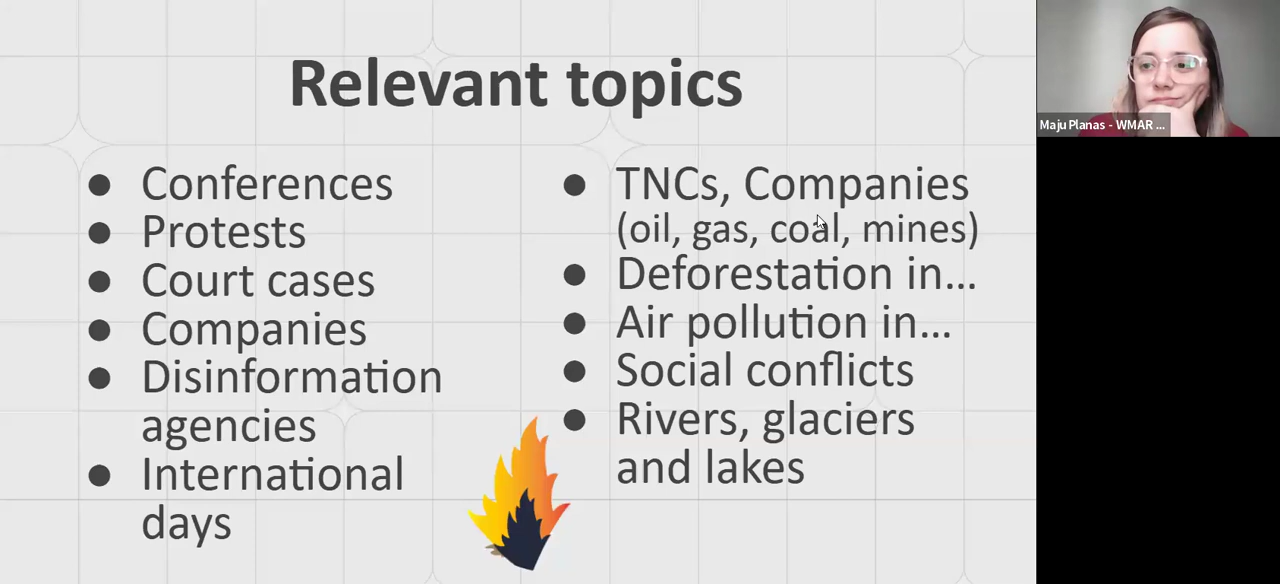 Relevant topics
● Conferences
● Protests
● Court cases
● Companies
● Disinformation
agencies
● International
days
● TNCs, Companies
(oil, gas, coal, mines)
● Deforestation in...
● Air pollution in...
● Social conflicts
● Rivers, glaciers
and lakes
Maju Planas - WMAR ...